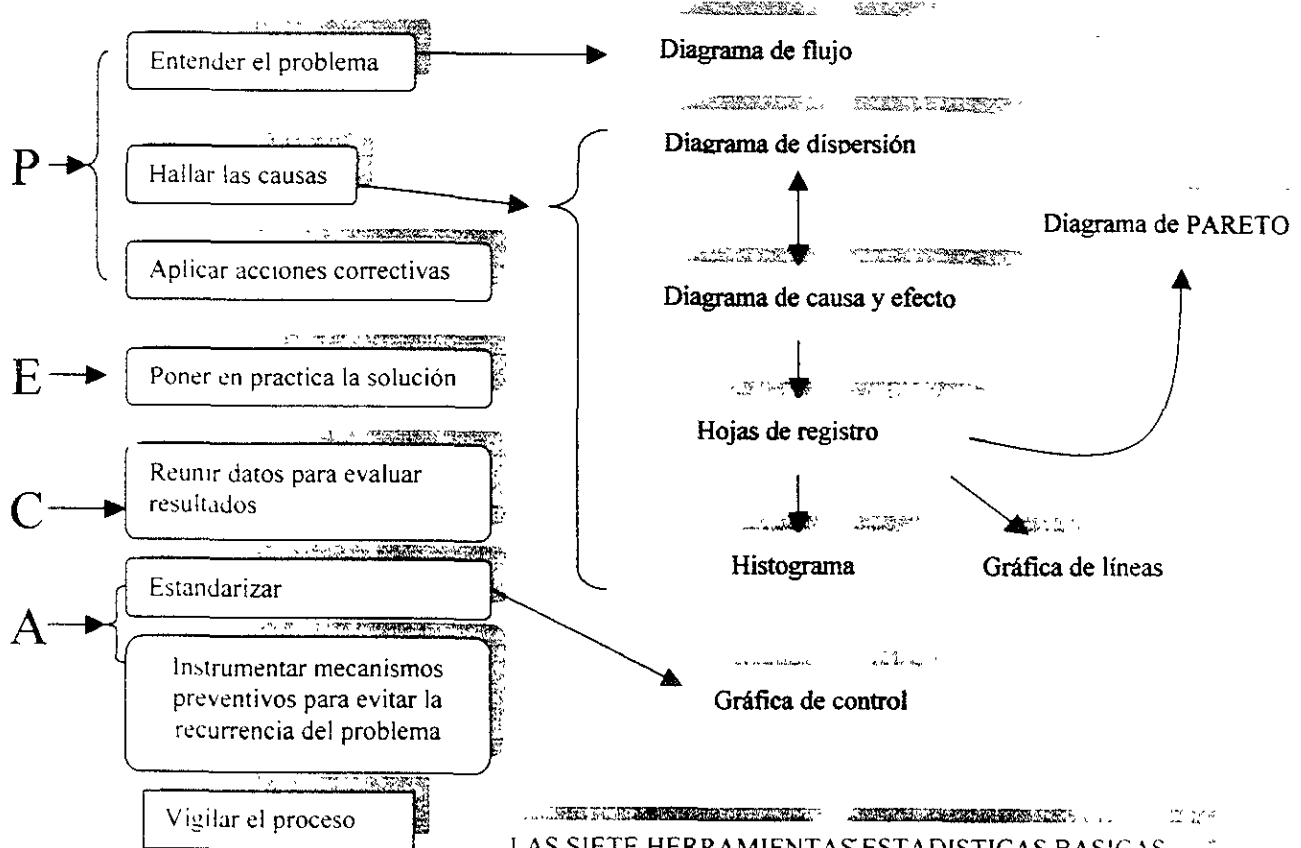 P
Entender el problema
Hallar las causas
Aplicar acciones correctivas
E
Poner en practica la solución
C
Reunir datos para evaluar
resultados
A
Estandarizar
Instrumentar mecanismos
preventivos para evitar la
recurrencia del problema
Vigilar el proceso
Diagrama de flujo
Diagrama de dispersión
Diagrama de causa y efecto
Hojas de registro
Histograma
Gráfica de líneas
Diagrama de PARETO
Gráfica de control
LAS SIETE HERRAMIENTAS ESTADISTICAS BASICAS